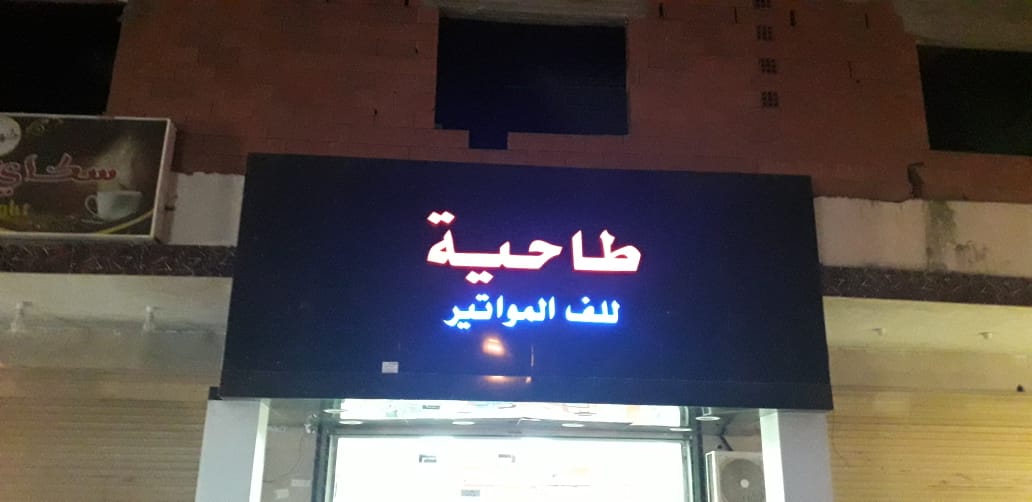 طاحية
للف المواتير